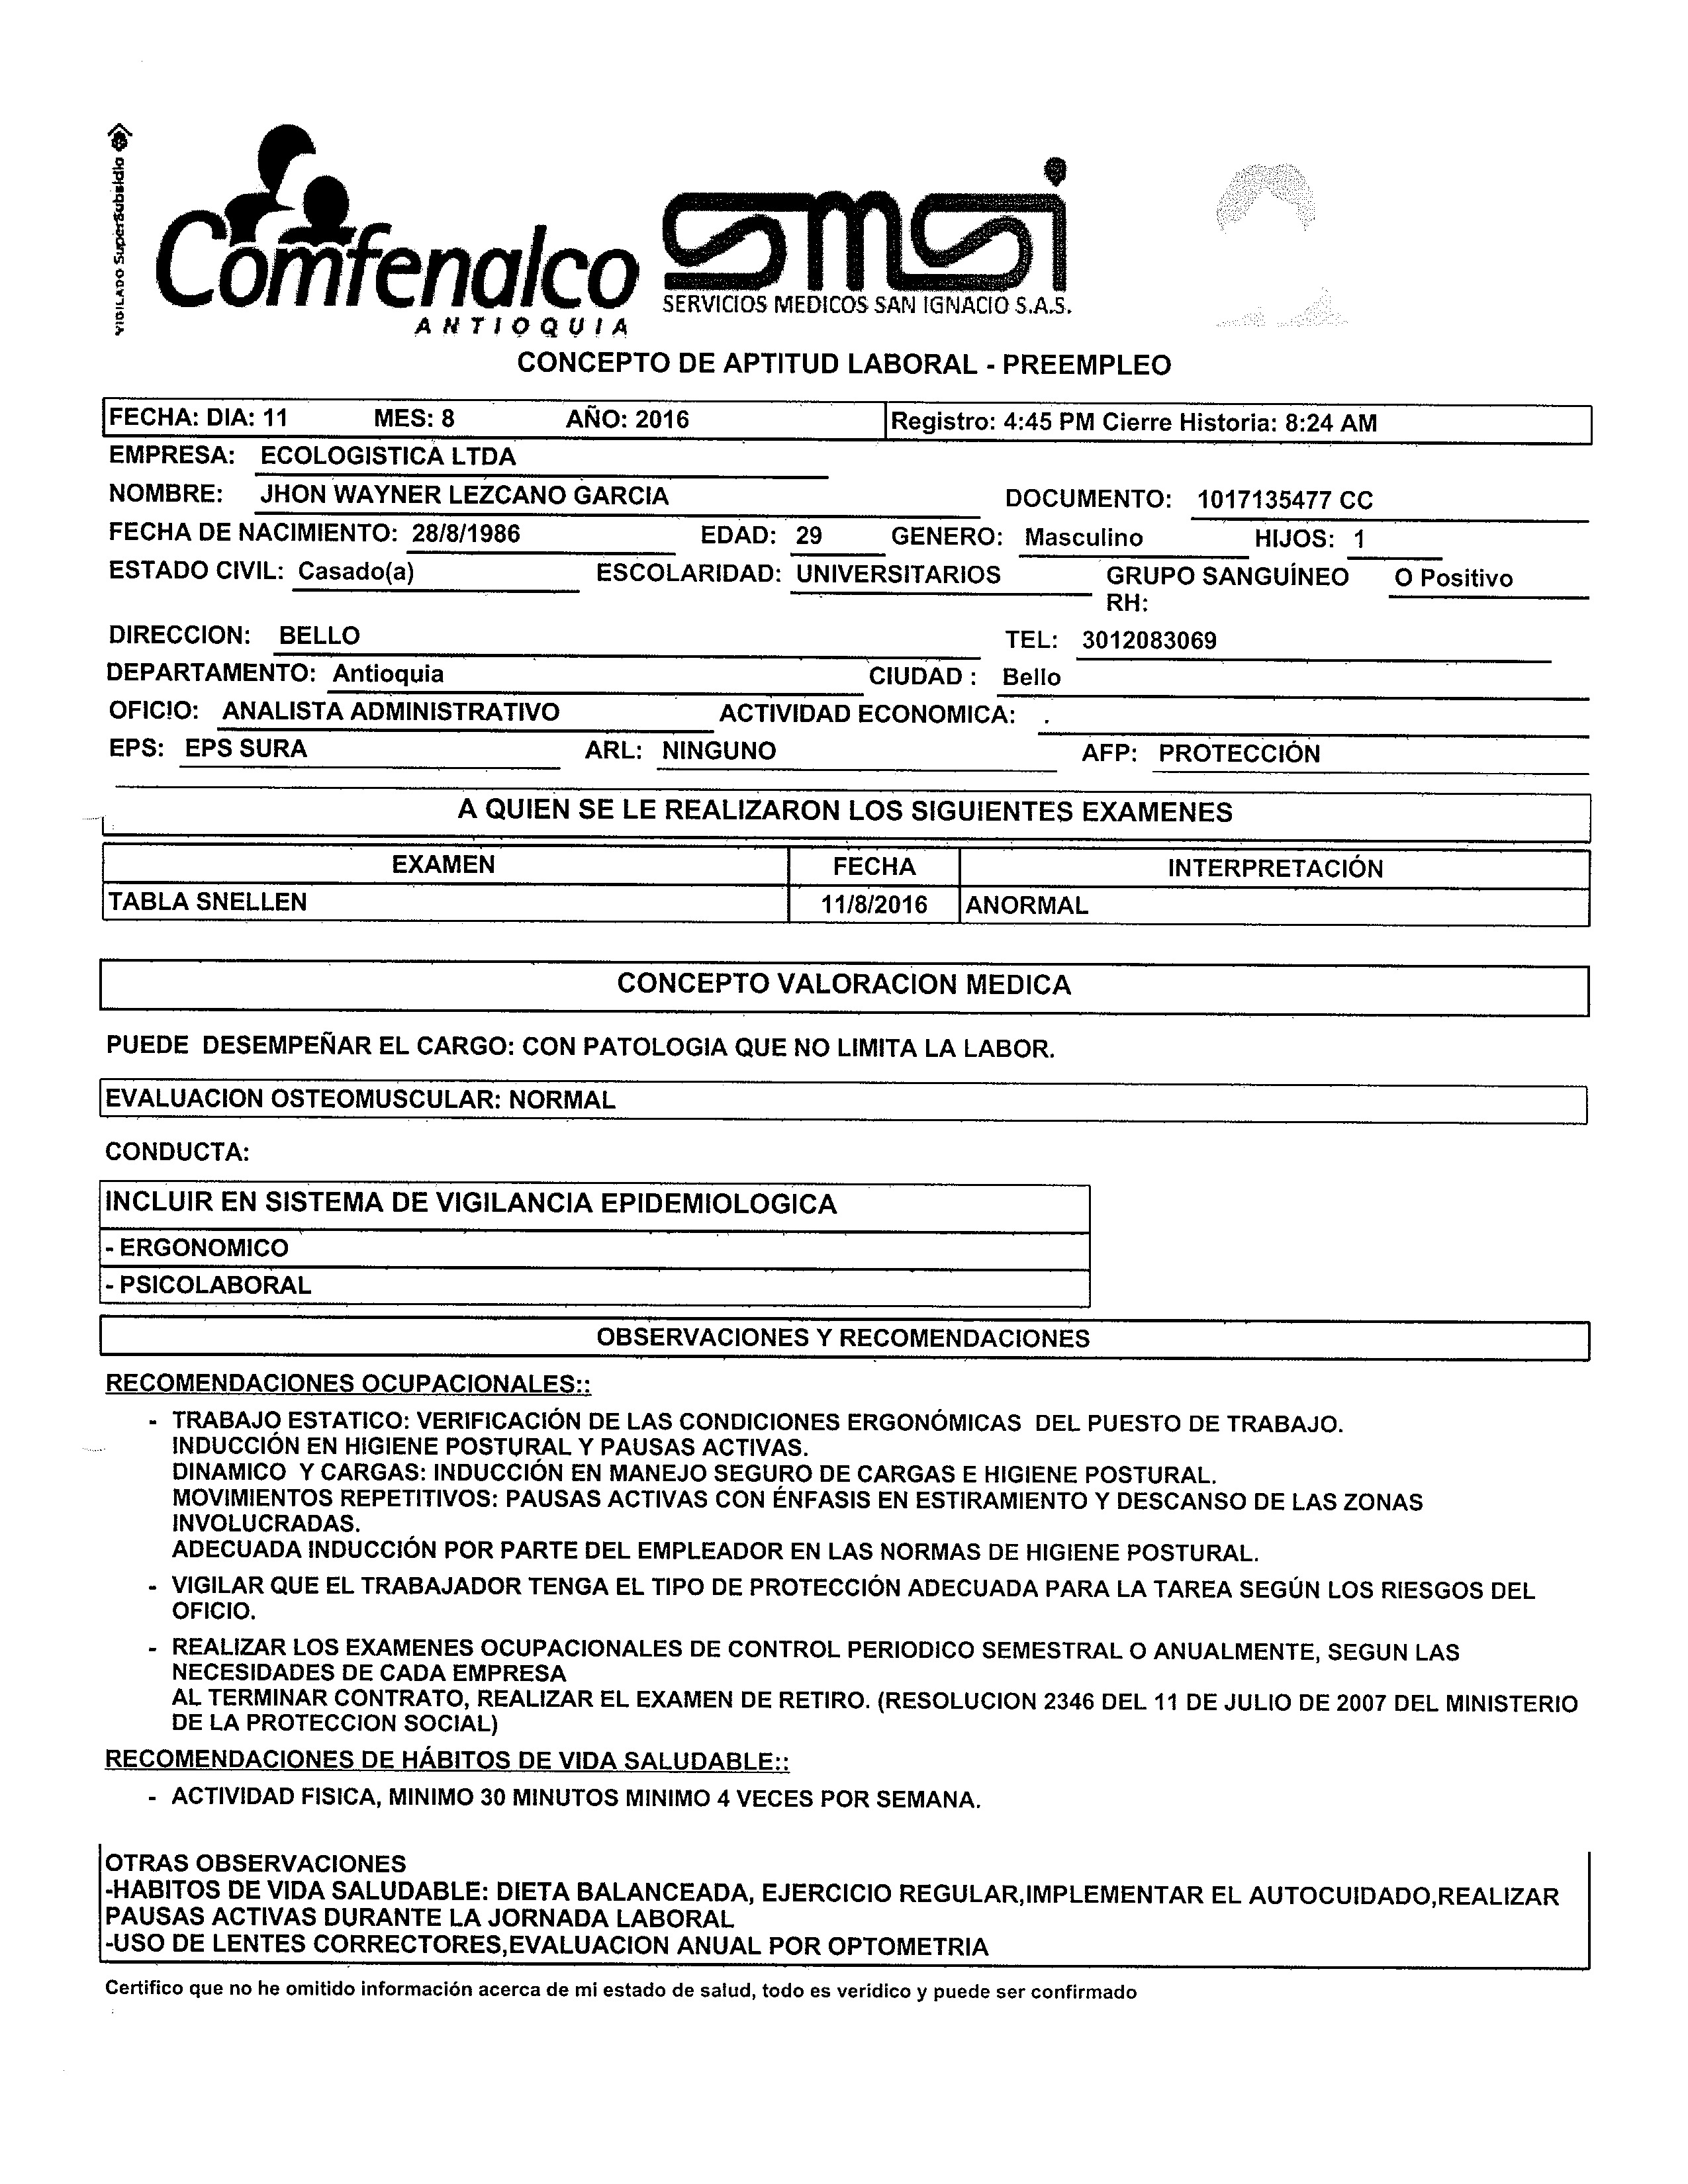 VIGILADO SuperSubsidio
Comfenalco
ANTIOQUIA
smsi
SERVICIOS MEDICOS SAN IGNACIO S.A.S.
CONCEPTO DE APTITUD LABORAL - PREEMPLEO
FECHA: DIA: 11 MES: 8 AÑO: 2016 Registro: 4:45 PM Cierre Historia: 8:24 AM
EMPRESA: ECOLOGISTICA LTDA
NOMBRE: JHON WAYNER LEZCANO GARCIA DOCUMENTO: 1017135477 CC
FECHA DE NACIMIENTO: 28/8/1986 EDAD: 29 GENERO: Masculino HIJOS: 1
ESTADO CIVIL: Casado(a) ESCOLARIDAD: UNIVERSITARIOS GRUPO SANGUÍNEO O Positivo
RH:
DIRECCION: BELLO TEL: 3012083069
DEPARTAMENTO: Antioquia CIUDAD : Bello
OFICIO: ANALISTA ADMINISTRATIVO ACTIVIDAD ECONOMICA: .
EPS: EPS SURA ARL: NINGUNO AFP: PROTECCIÓN
A QUIEN SE LE REALIZARON LOS SIGUIENTES EXAMENES
EXAMEN FECHA INTERPRETACIÓN
TABLA SNELLEN 11/8/2016 ANORMAL
CONCEPTO VALORACION MEDICA
PUEDE DESEMPEÑAR EL CARGO: CON PATOLOGIA QUE NO LIMITA LA LABOR.
EVALUACION OSTEOMUSCULAR: NORMAL
CONDUCTA:
INCLUIR EN SISTEMA DE VIGILANCIA EPIDEMIOLOGICA
- ERGONOMICO
- PSICOLABORAL
OBSERVACIONES Y RECOMENDACIONES
RECOMENDACIONES OCUPACIONALES::
- TRABAJO ESTATICO: VERIFICACIÓN DE LAS CONDICIONES ERGONÓMICAS DEL PUESTO DE TRABAJO.
INDUCCIÓN EN HIGIENE POSTURAL Y PAUSAS ACTIVAS.
DINAMICO Y CARGAS: INDUCCIÓN EN MANEJO SEGURO DE CARGAS E HIGIENE POSTURAL.
MOVIMIENTOS REPETITIVOS: PAUSAS ACTIVAS CON ÉNFASIS EN ESTIRAMIENTO Y DESCANSO DE LAS ZONAS
INVOLUCRADAS.
ADECUADA INDUCCIÓN POR PARTE DEL EMPLEADOR EN LAS NORMAS DE HIGIENE POSTURAL.
- VIGILAR QUE EL TRABAJADOR TENGA EL TIPO DE PROTECCIÓN ADECUADA PARA LA TAREA SEGÚN LOS RIESGOS DEL
OFICIO.
- REALIZAR LOS EXAMENES OCUPACIONALES DE CONTROL PERIODICO SEMESTRAL O ANUALMENTE, SEGUN LAS
NECESIDADES DE CADA EMPRESA
AL TERMINAR CONTRATO, REALIZAR EL EXAMEN DE RETIRO. (RESOLUCION 2346 DEL 11 DE JULIO DE 2007 DEL MINISTERIO
DE LA PROTECCION SOCIAL)
RECOMENDACIONES DE HÁBITOS DE VIDA SALUDABLE::
- ACTIVIDAD FISICA, MINIMO 30 MINUTOS MINIMO 4 VECES POR SEMANA.
OTRAS OBSERVACIONES
-HABITOS DE VIDA SALUDABLE: DIETA BALANCEADA, EJERCICIO REGULAR,IMPLEMENTAR EL AUTOCUIDADO,REALIZAR
PAUSAS ACTIVAS DURANTE LA JORNADA LABORAL
-USO DE LENTES CORRECTORES,EVALUACION ANUAL POR OPTOMETRIA
Certifico que no he omitido información acerca de mi estado de salud, todo es verídico y puede ser confirmado